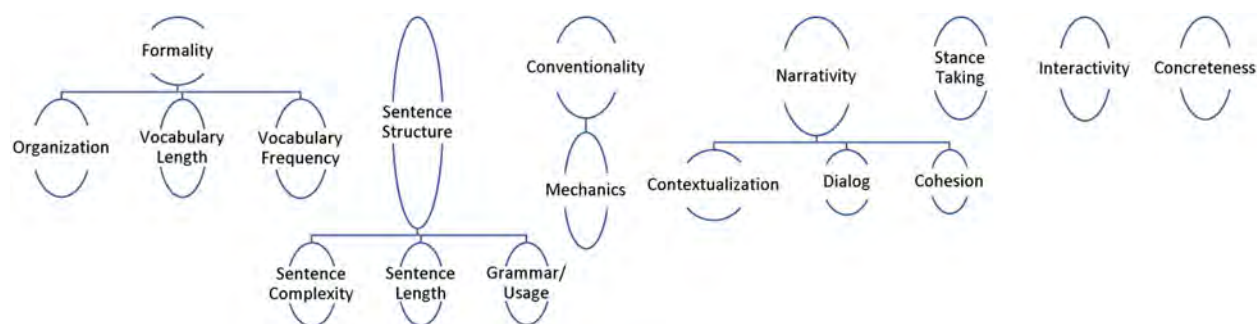 Formality
Organization
Vocabulary
Length
Vocabulary
Frequency
Sentence
Structure
Sentence
Complexity
Sentence
Length
Grammar/
Usage
Conventionality
Mechanics
Narrativity
Contextualization
Dialog
Cohesion
Stance
Taking
Interactivity
Concreteness